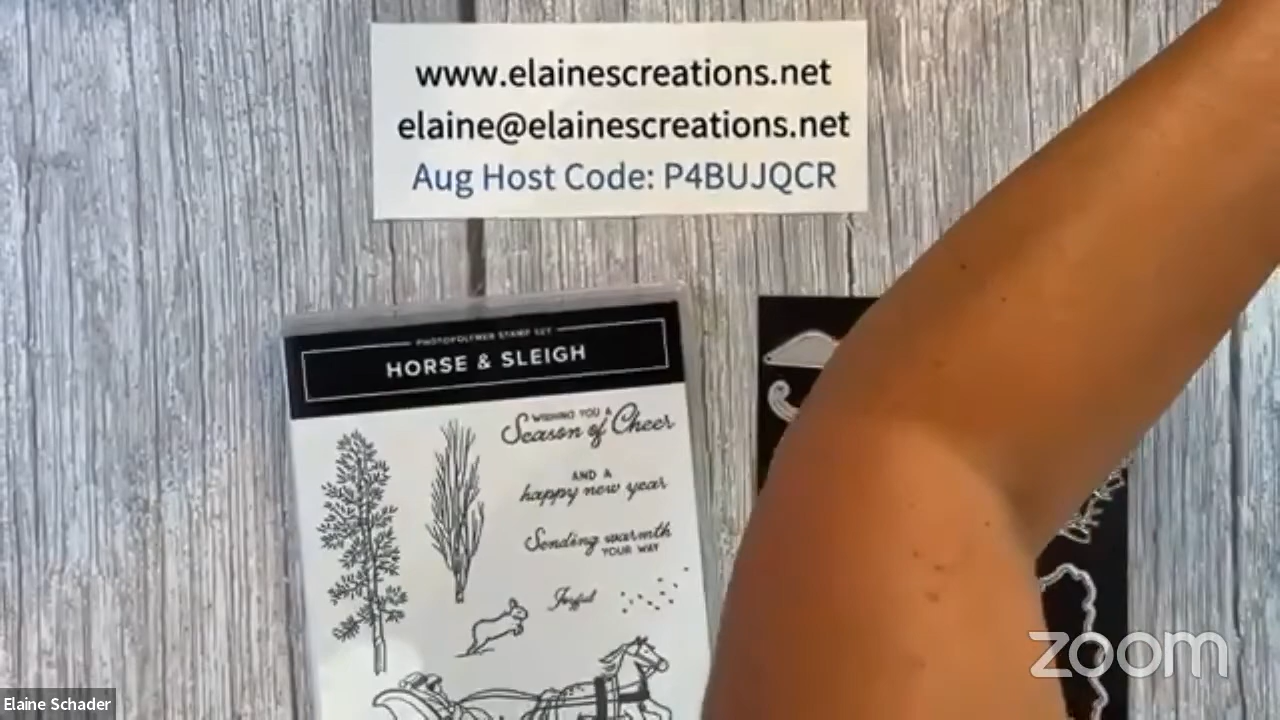 www.elainescreations.net
elaine@elainescreations.net
Aug Host Code: P4BUJQCR
PHOTOPOLYMER STAMP SET
HORSE & SLEIGH
WISHING YOU A
Season of Cheer
AND A
happy new year
Sending warmth
YOUR WAY
Joyful
zoom
Elaine Schader